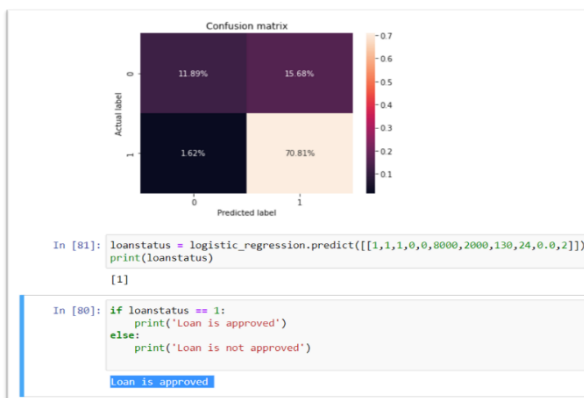 Confusion matrix
0.7
0.6
0.5
0.4
0.3
0.2
0.1
Actual label
0
11.89%
15.68%
1
1.62%
70.81%
0
1
Predicted label
In [81]: loanstatus = logistic_regression.predict([[1,1,1,0,0,8000,2000,130,24,0.0,2]])
print(loanstatus)
[1]
In [80]: if loanstatus == 1:
print('Loan is approved')
else:
print('Loan is not approved')
Loan is approved